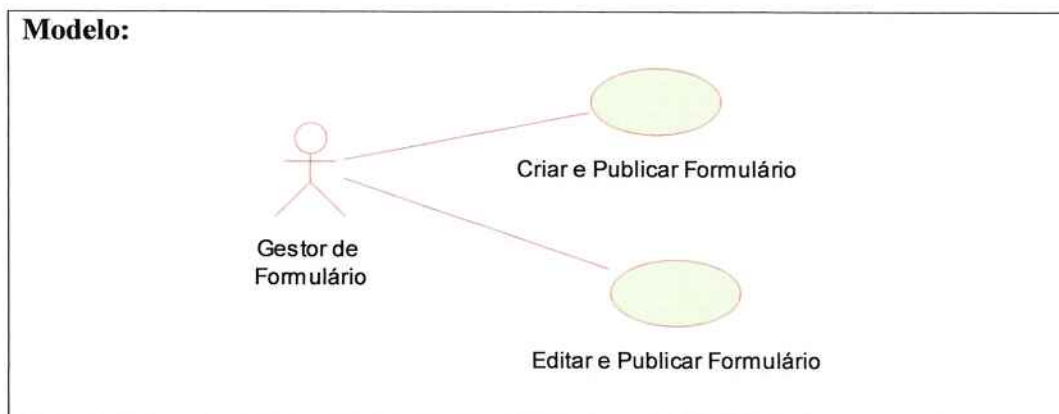 Modelo:
Criar e Publicar Formulário
Gestor de
Formulário
Editar e Publicar Formulário